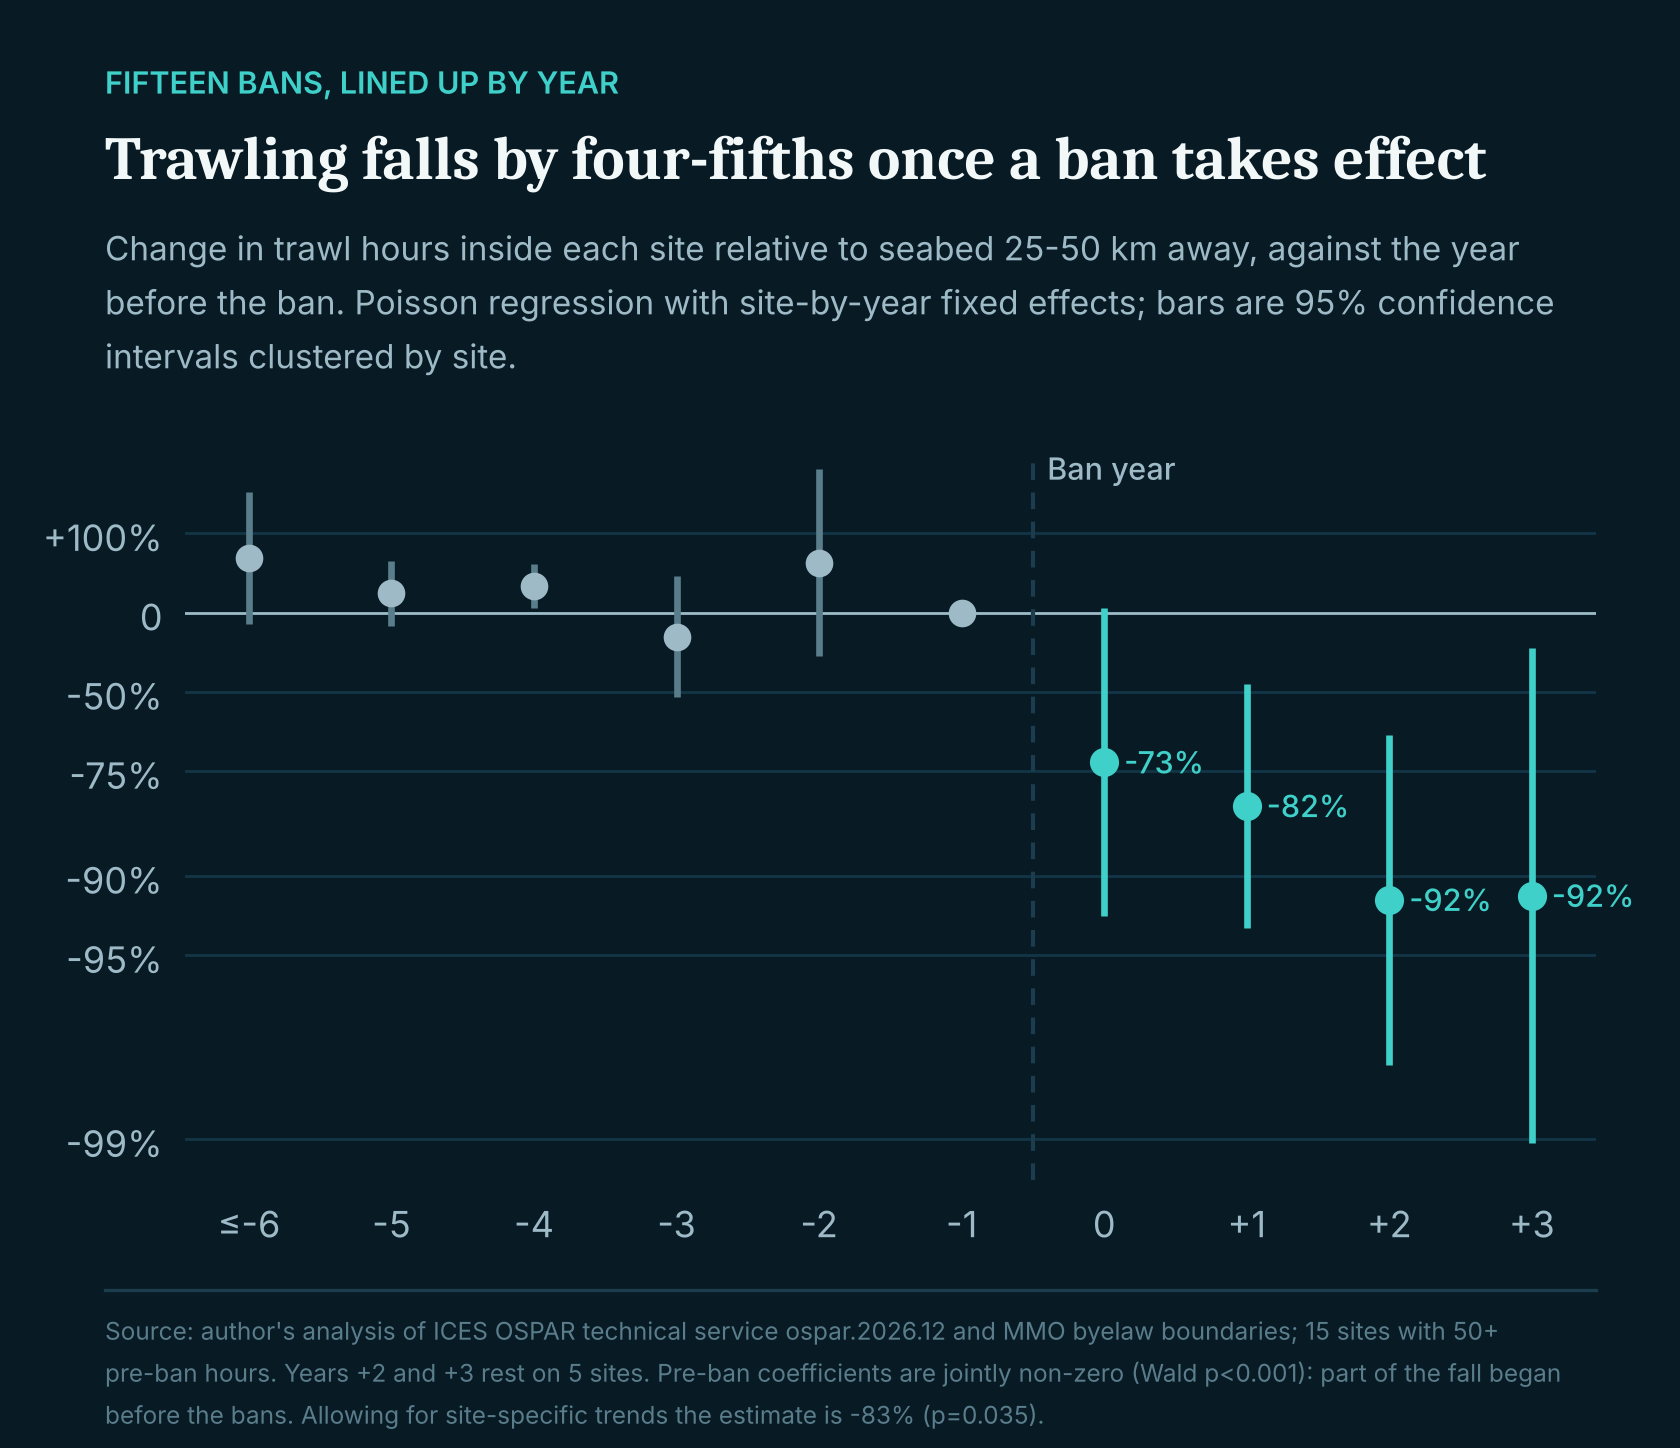 FIFTEEN BANS, LINED UP BY YEAR
Trawling falls by four-fifths once a ban takes effect
Change in trawl hours inside each site relative to seabed 25-50 km away, against the year
before the ban. Poisson regression with site-by-year fixed effects; bars are 95% confidence
intervals clustered by site.
Ban year
+100%
0
-50%
-75%
-90%
-95%
-99%
-73%
-82%
-92%
-92%
≤-6 -5 -4 -3 -2 -1 0 +1 +2 +3
Source: author's analysis of ICES OSPAR technical service ospar.2026.12 and MMO byelaw boundaries; 15 sites with 50+
pre-ban hours. Years +2 and +3 rest on 5 sites. Pre-ban coefficients are jointly non-zero (Wald p<0.001): part of the fall began
before the bans. Allowing for site-specific trends the estimate is -83% (p=0.035).